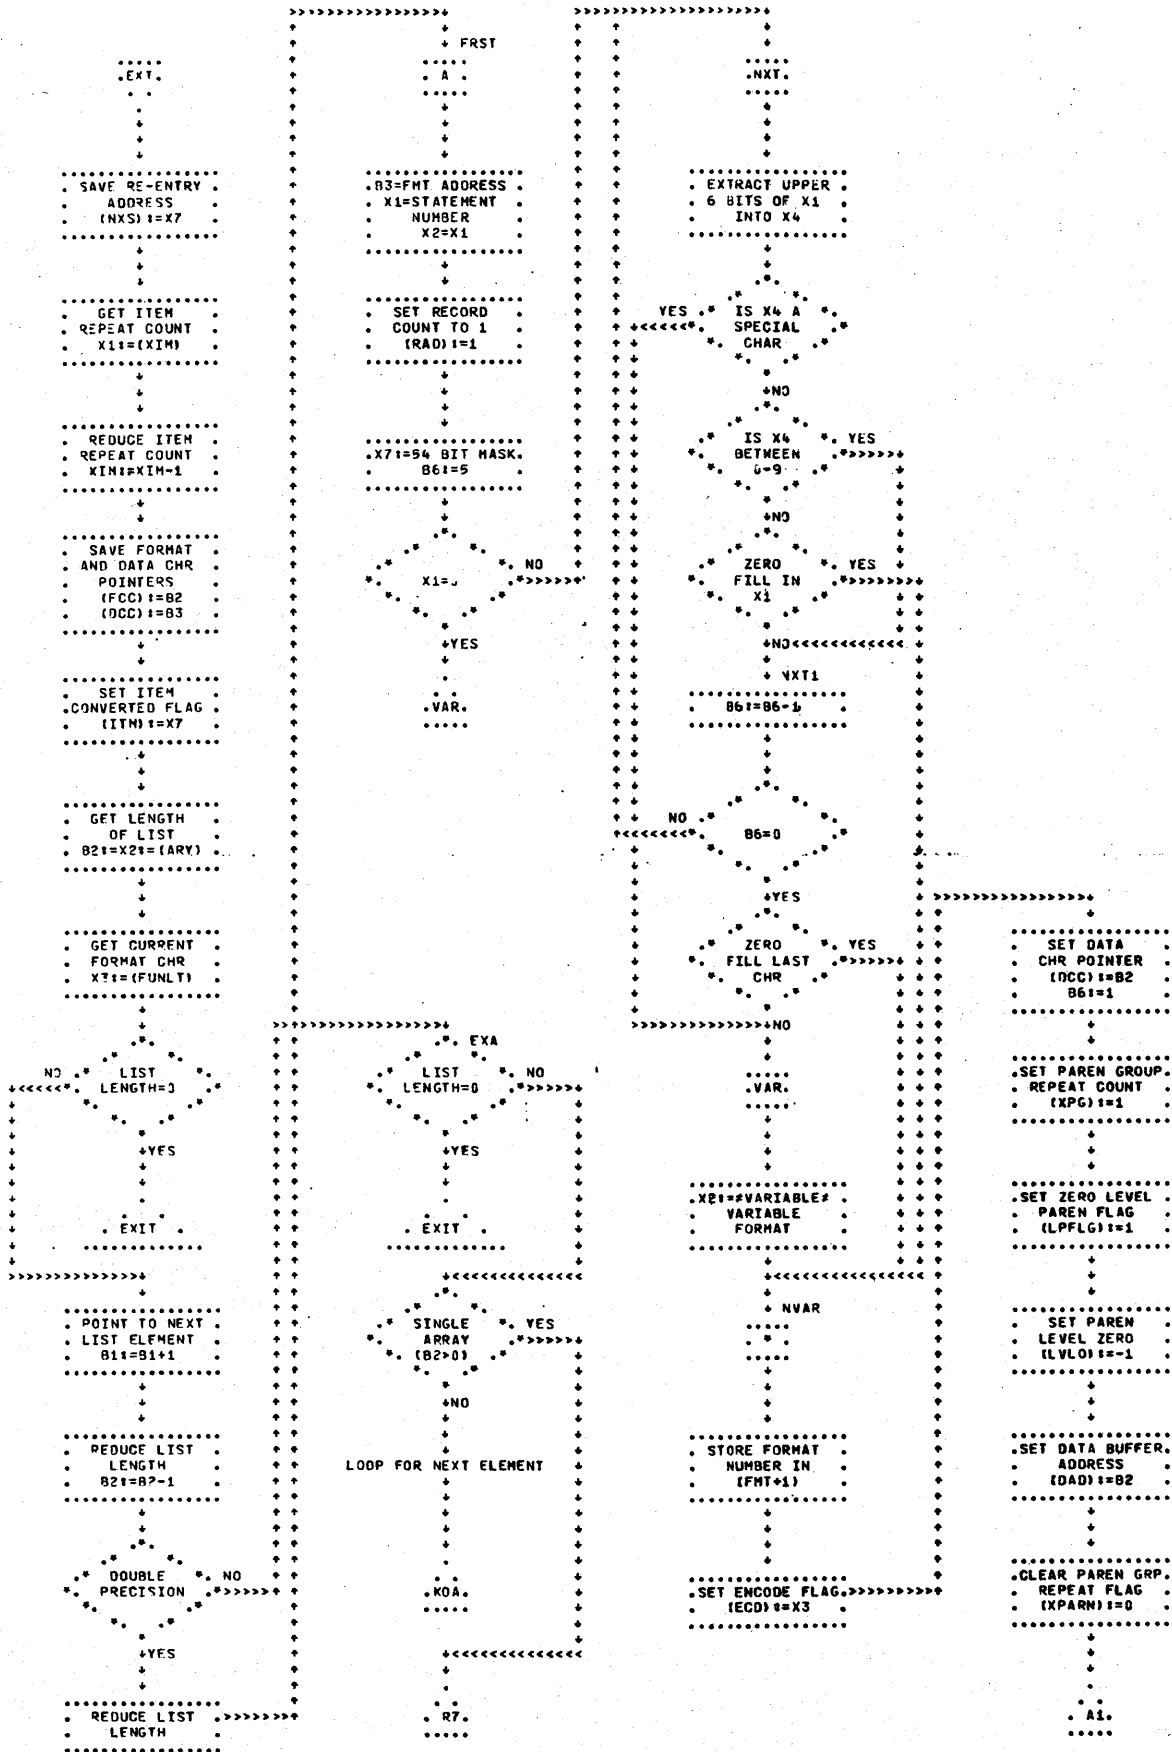 .EXT.
SAVE RE-ENTRY
ADDRESS
(NXS):=X7
GET ITEM
REPEAT COUNT
X1:=(XIM)
REDUCE ITEM
REPEAT COUNT
XIM:=XIM-1
SAVE FORMAT
AND DATA CHR
POINTERS
(FCC):=B2
(DCC):=B3
SET ITEM
CONVERTED FLAG
(ITM):=X7
GET LENGTH
OF LIST
B2:=X2:=(ARY)
GET CURRENT
FORMAT CHR
X7:=(FUNLT)
NO
LIST
LENGTH=0
YES
EXIT
POINT TO NEXT
LIST ELEMENT
B1:=B1+1
REDUCE LIST
LENGTH
B2:=B2-1
DOUBLE
PRECISION
NO
YES
REDUCE LIST
LENGTH
FRST
A
B3=FMT ADDRESS
X1=STATEMENT
NUMBER
X2=X1
SET RECORD
COUNT TO 1
(RAD):=1
X7:=54 BIT MASK
B6:=5
X1=0
NO
YES
.VAR.
EXA
LIST
LENGTH=0
NO
YES
EXIT
SINGLE
ARRAY
(B2>0)
YES
NO
LOOP FOR NEXT ELEMENT
.KOA.
. R7.
.NXT.
EXTRACT UPPER
6 BITS OF X1
INTO X4
YES
IS X4 A
SPECIAL
CHAR
NO
IS X4
BETWEEN
0-9
YES
NO
ZERO
FILL IN
X1
YES
NO
NXT1
B6:=B6-1
NO
B6=0
YES
ZERO
FILL LAST
CHR
YES
NO
.VAR.
X2:=≠VARIABLE≠
VARIABLE
FORMAT
NVAR
STORE FORMAT
NUMBER IN
(FMT+1)
SET ENCODE FLAG
(ECD):=X3
SET DATA
CHR POINTER
(DCC):=B2
B6:=1
SET PAREN GROUP
REPEAT COUNT
(XPG):=1
SET ZERO LEVEL
PAREN FLAG
(LPFLG):=1
SET PAREN
LEVEL ZERO
(LVLO):=-1
SET DATA BUFFER
ADDRESS
(DAD):=B2
CLEAR PAREN GRP
REPEAT FLAG
(XPARN):=0
. A1.